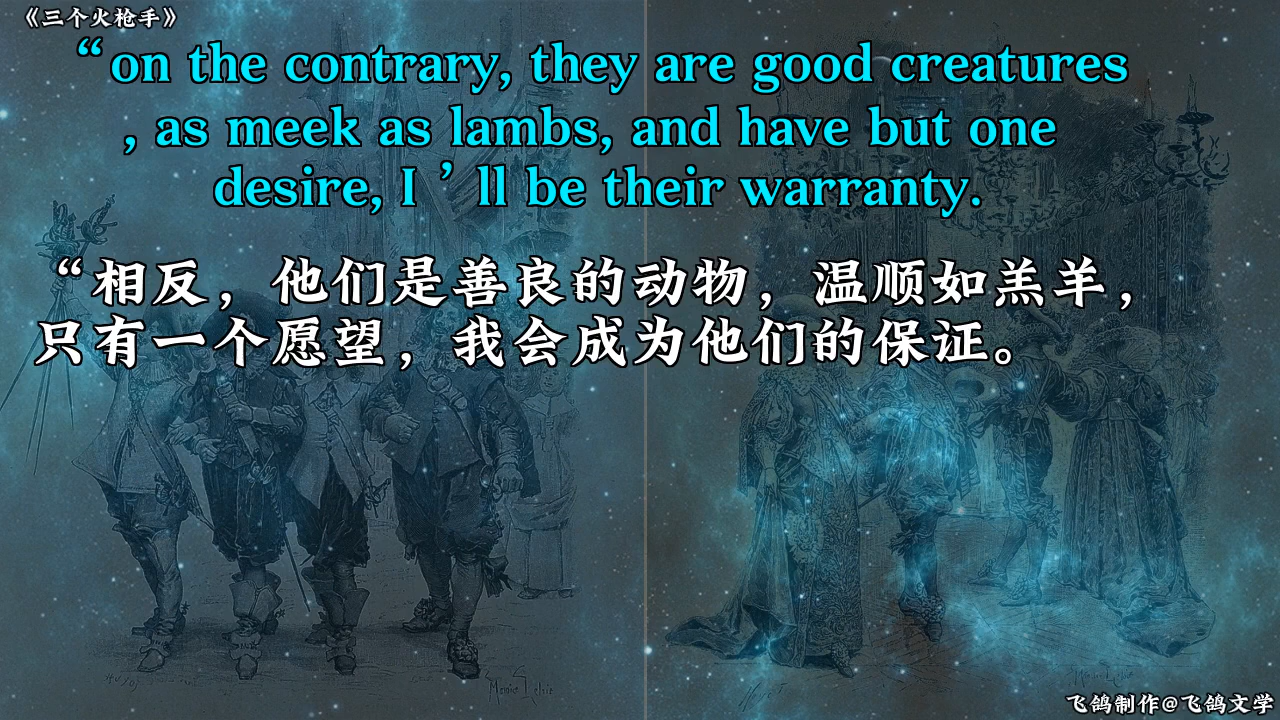 《三个火枪手》
“on the contrary, they are good creatures
, as meek as lambs, and have but one
desire, I ’ ll be their warranty.
“相反，他们是善良的动物，温顺如羔羊，
只有一个愿望，我会成为他们的保证。
飞鸽制作@飞鸽文学